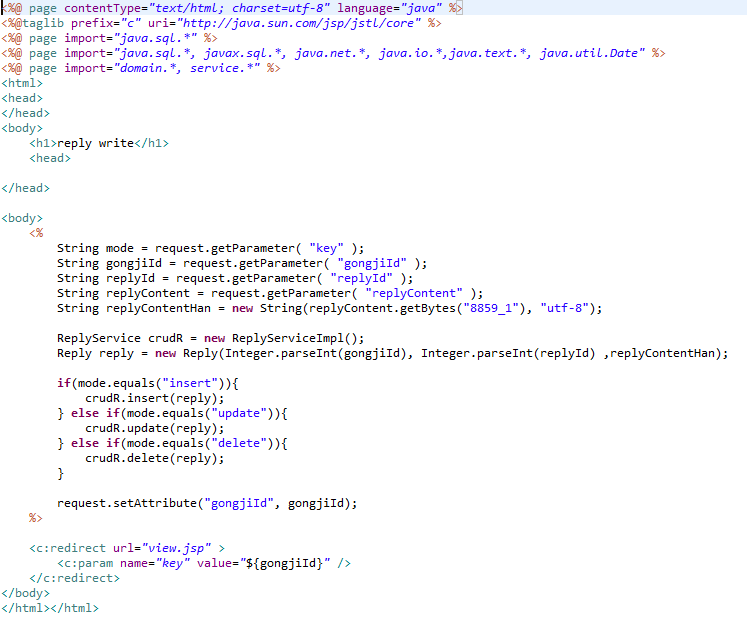 <%@ page contentType="text/html; charset=utf-8" language="java" %>
<%@taglib prefix="c" uri="http://java.sun.com/jsp/jstl/core" %>
<%@ page import="java.sql.*" %>
<%@ page import="java.sql.*, javax.sql.*, java.net.*, java.io.*,java.text.*, java.util.Date" %>
<%@ page import="domain.*, service.*" %>
<html>
<head>
</head>
<body>
    <h1>reply write</h1>
    <head>

</head>

<body>
    <%
        String mode = request.getParameter( "key" );
        String gongjiId = request.getParameter( "gongjiId" );
        String replyId = request.getParameter( "replyId" );
        String replyContent = request.getParameter( "replyContent" );
        String replyContentHan = new String(replyContent.getBytes("8859_1"), "utf-8");

        ReplyService crudR = new ReplyServiceImpl();
        Reply reply = new Reply(Integer.parseInt(gongjiId), Integer.parseInt(replyId) ,replyContentHan);

        if(mode.equals("insert")){
            crudR.insert(reply);
        } else if(mode.equals("update")){
            crudR.update(reply);
        } else if(mode.equals("delete")){
            crudR.delete(reply);
        }

        request.setAttribute("gongjiId", gongjiId);
    %>

    <c:redirect url="view.jsp" >
        <c:param name="key" value="${gongjiId}" />
    </c:redirect>
</body>
</html></html>